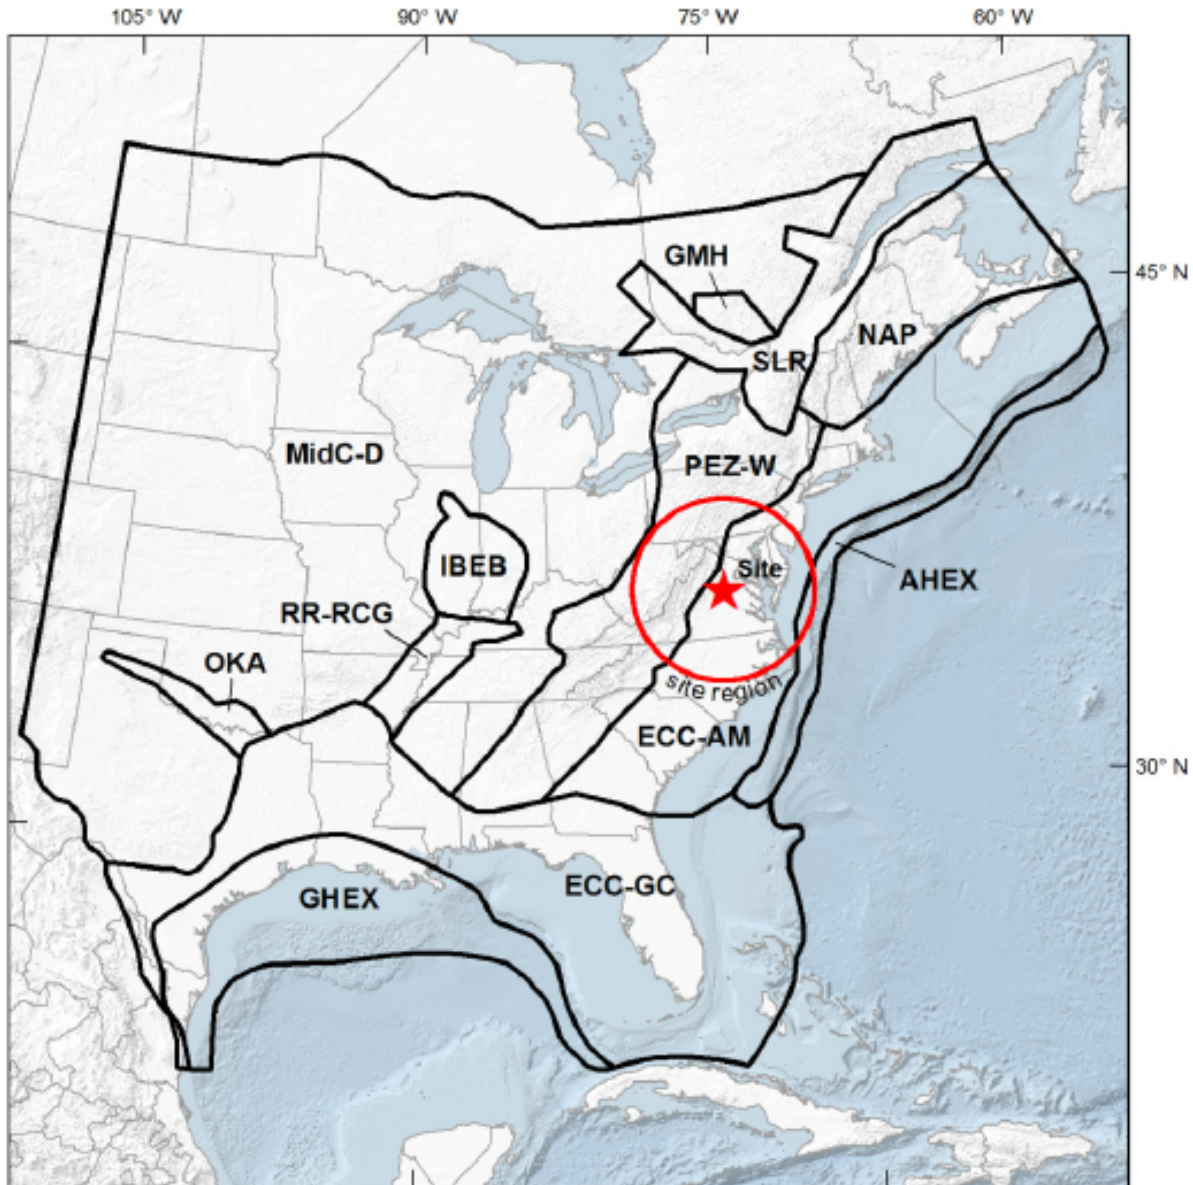 105° W
90° W
75° W
60° W
GMH
45° N
NAP
SLR
MidC-D
PEZ-W
IBEB
Site
AHEX
RR-RCG
OKA
site region
ECC-AM
30° N
ECC-GC
GHEX